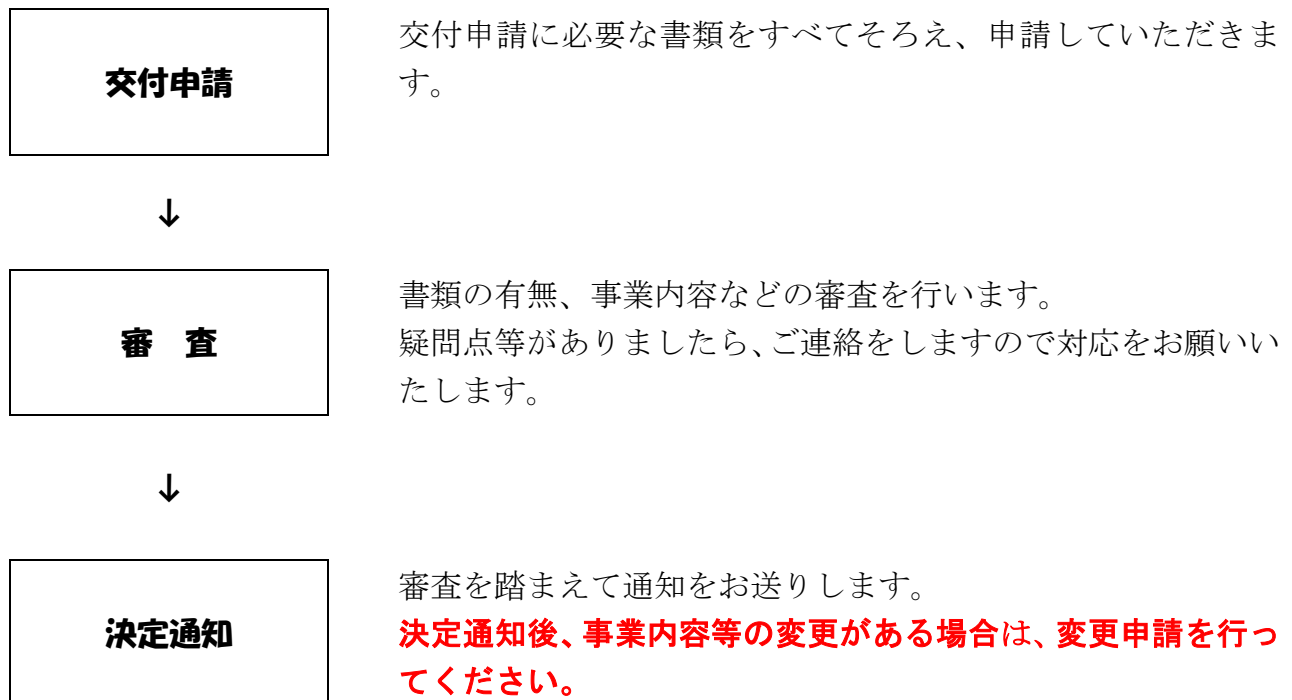 交付申請
交付申請に必要な書類をすべてそろえ、申請していただきま
す。
↓
審　査
書類の有無、事業内容などの審査を行います。
疑問点等がありましたら、ご連絡をしますので対応をお願いい
たします。
↓
決定通知
審査を踏まえて通知をお送りします。
決定通知後、事業内容等の変更がある場合は、変更申請を行っ
てください。